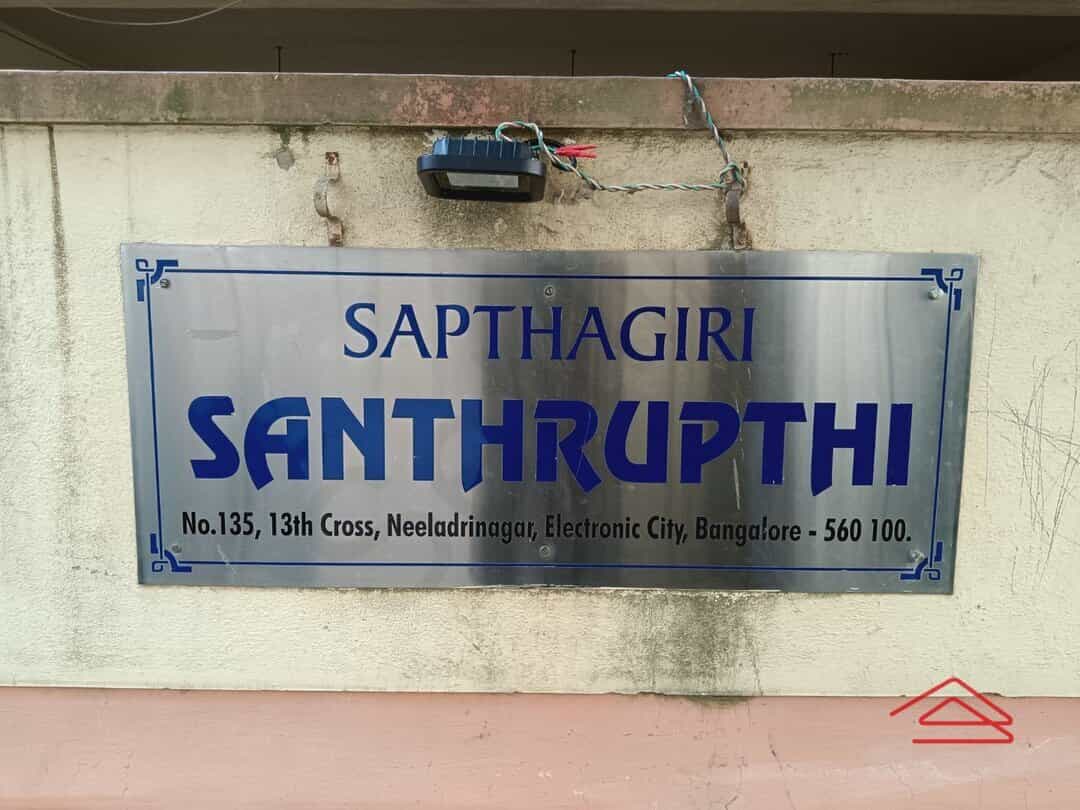 SAPTHAGIRI
SANTHRUPTHI
No.135, 13th Cross, Neeladrinagar, Electronic City, Bangalore - 560 100.